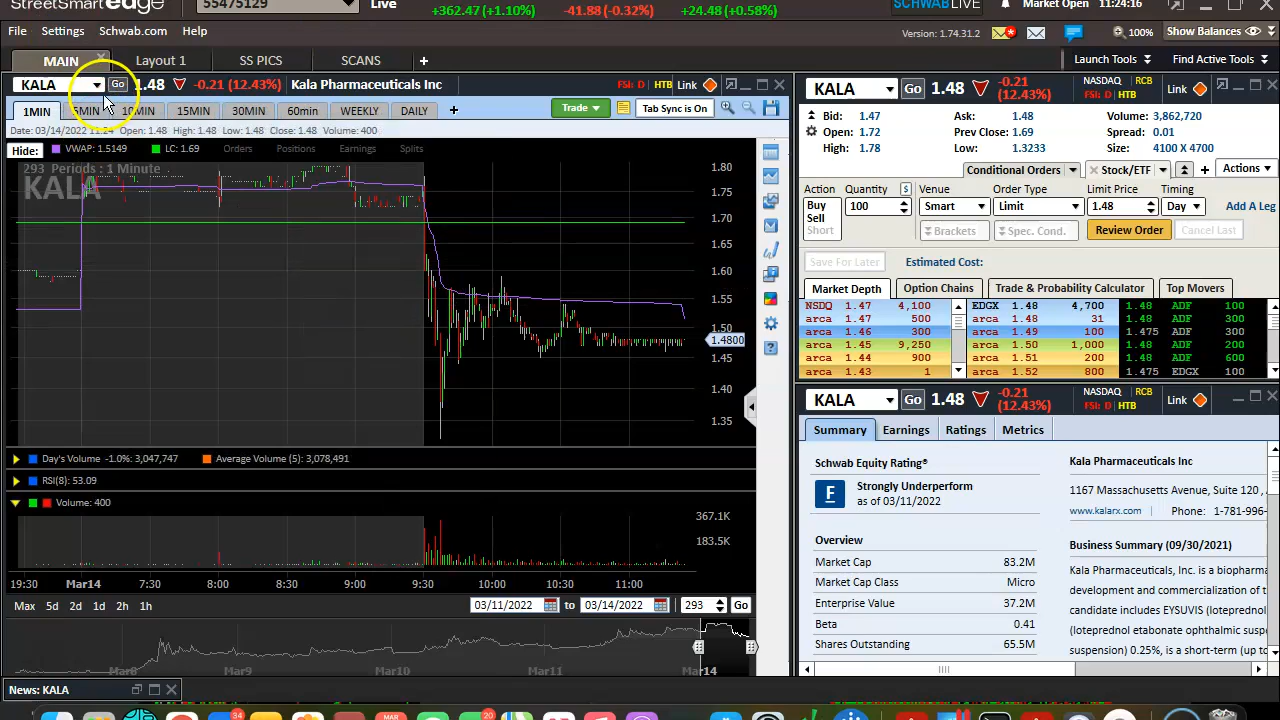 StreetSmart edge
55475129
Live
+362.47 (+1.10%) -41.88 (-0.32%) +24.48 (+0.58%)
SCHWABLIVE
Market Open 11:24:16
File Settings Schwab.com Help
Version: 1.74.31.2
100%
Show Balances
MAIN Layout 1 SS PICS SCANS +
Launch Tools Find Active Tools
KALA Go 1.48 -0.21 (12.43%) Kala Pharmaceuticals Inc FSI: D HTB Link
1MIN 5MIN 10MIN 15MIN 30MIN 60min WEEKLY DAILY +
Trade Tab Sync is On
Date: 03/14/2022 11:24 Open: 1.48 High: 1.48 Low: 1.48 Close: 1.48 Volume: 400
Hide: VWAP: 1.5149 LC: 1.69 Orders Positions Earnings Splits
293 Periods : 1 Minute
KALA
1.80
1.75
1.70
1.65
1.60
1.55
1.50
1.4800
1.45
1.40
1.35
Day's Volume -1.0%: 3,047,747 Average Volume (5): 3,078,491
RSI(8): 53.09
Volume: 400
367.1K
183.5K
19:30 Mar14 7:30 8:00 8:30 9:00 9:30 10:00 10:30 11:00
Max 5d 2d 1d 2h 1h
03/11/2022 to 03/14/2022 293 Go
Mar8 Mar9 Mar10 Mar11 Mar14
News: KALA
KALA Go 1.48 -0.21 (12.43%) NASDAQ RCB FSI: D HTB Link
Bid: 1.47 Ask: 1.48 Volume: 3,862,720
Open: 1.72 Prev Close: 1.69 Spread: 0.01
High: 1.78 Low: 1.3233 Size: 4100 X 4700
Conditional Orders Stock/ETF + Actions
Action Quantity $ Venue Order Type Limit Price Timing
Buy
Sell
Short
100 Smart Limit 1.48 Day Add A Leg
Brackets Spec. Cond. Review Order Cancel Last
Save For Later Estimated Cost:
Market Depth Option Chains Trade & Probability Calculator Top Movers
NSDQ 1.47 4,100 EDGX 1.48 4,700 1.48 ADF 100
arca 1.47 500 arca 1.48 31 1.48 ADF 300
arca 1.46 300 arca 1.49 100 1.475 ADF 300
arca 1.45 9,250 arca 1.50 1,000 1.48 ADF 200
arca 1.44 900 arca 1.51 200 1.48 ADF 600
arca 1.43 1 arca 1.52 800 1.475 EDGX 100
KALA Go 1.48 -0.21 (12.43%) NASDAQ RCB FSI: D HTB Link
Summary Earnings Ratings Metrics
Schwab Equity Rating®
F Strongly Underperform
as of 03/11/2022
Overview
Market Cap 83.2M
Market Cap Class Micro
Enterprise Value 37.2M
Beta 0.41
Shares Outstanding 65.5M
Kala Pharmaceuticals Inc
1167 Massachusetts Avenue, Suite 120 ,
www.kalarx.com | Phone: 1-781-996-
Business Summary (09/30/2021)
Kala Pharmaceuticals, Inc. is a biopharma
development and commercialization of the
candidate includes EYSUVIS (loteprednol
(loteprednol etabonate ophthalmic susp
suspension) 0.25%, is a short-term (up to
34
MAR
20